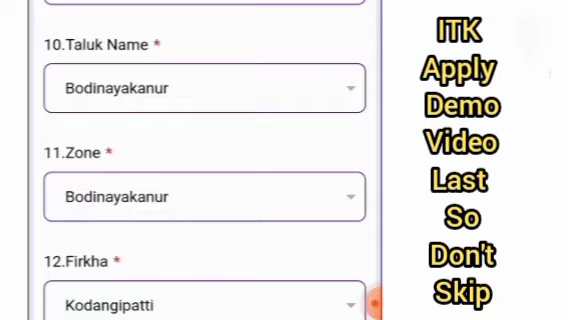 10.Taluk Name *
Bodinayakanur
11.Zone *
Bodinayakanur
12.Firkha *
Kodangipatti
ITK
Apply
Demo
Video
Last
So
Don't
Skip